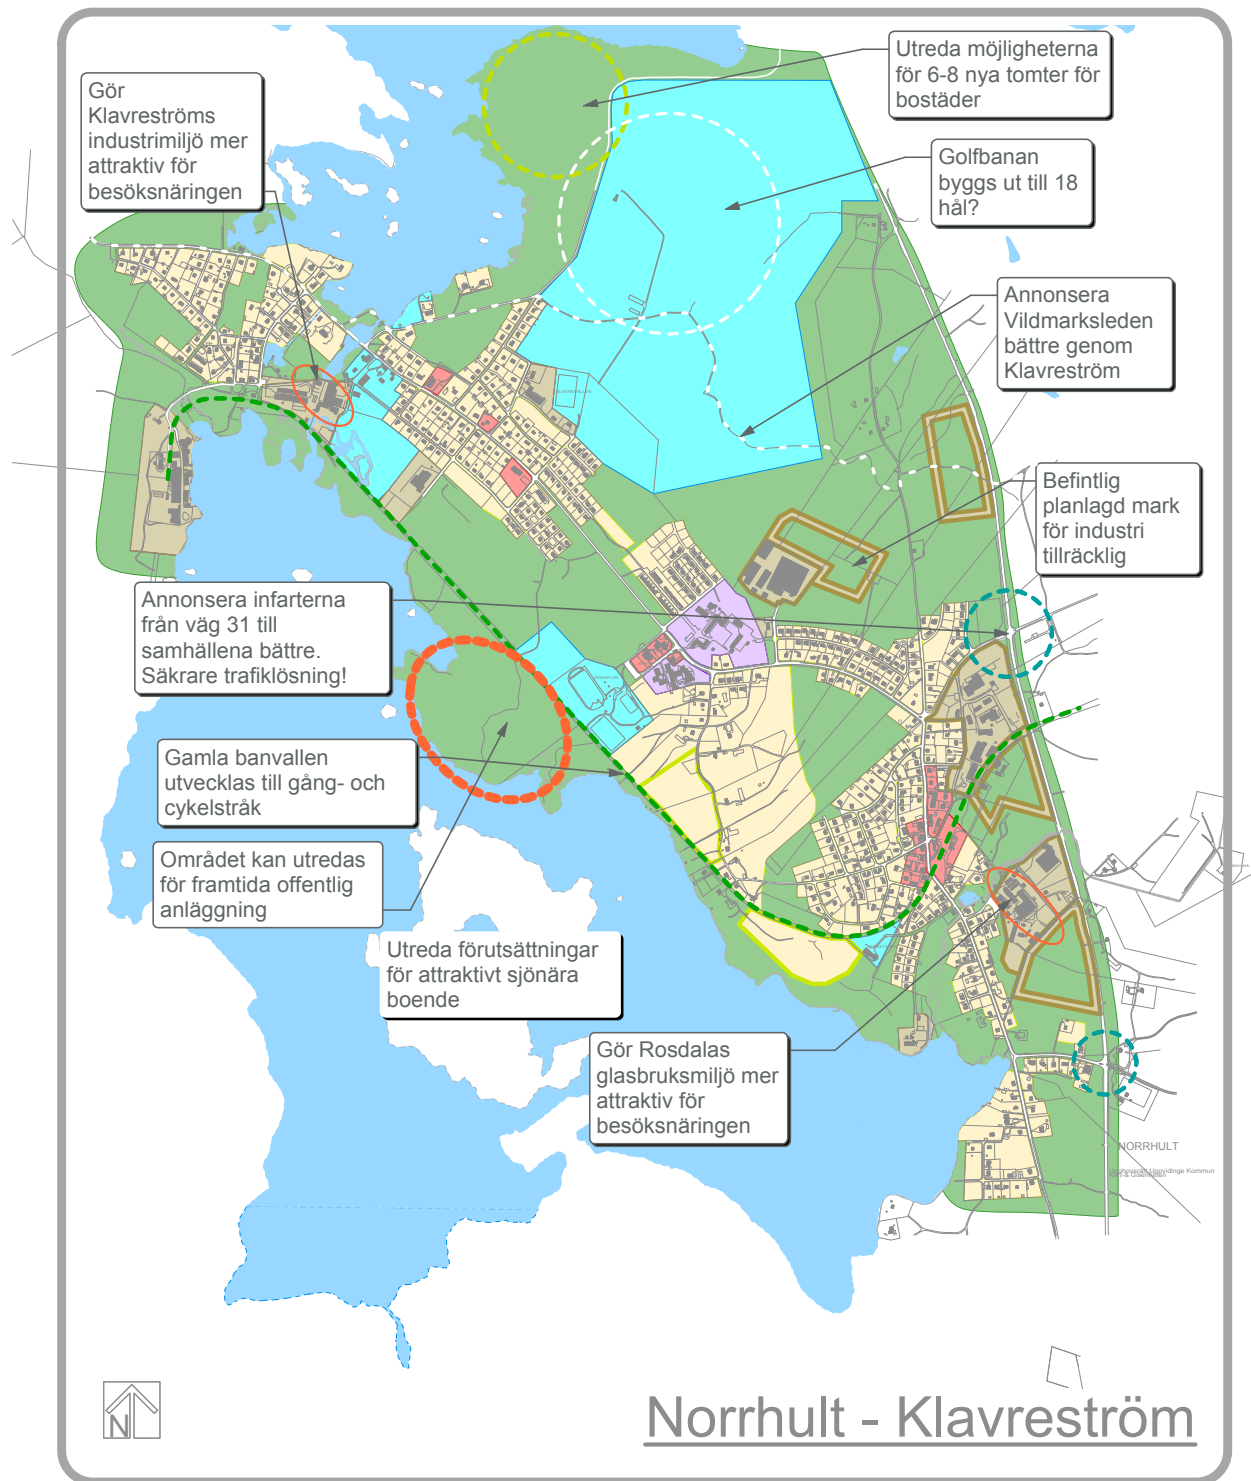 Utreda möjligheterna
för 6-8 nya tomter för
bostäder
Gör
Klavreströms
industrimiljö mer
attraktiv för
besöksnäringen
Golfbanan
byggs ut till 18
hål?
Annonsera
Vildmarksleden
bättre genom
Klavreström
Befintlig
planlagd mark
för industri
tillräcklig
Annonsera infarterna
från väg 31 till
samhällena bättre.
Säkrare trafiklösning!
Gamla banvallen
utvecklas till gång- och
cykelstråk
Området kan utredas
för framtida offentlig
anläggning
Utreda förutsättningar
för attraktivt sjönära
boende
Gör Rosdalas
glasbruksmiljö mer
attraktiv för
besöksnäringen
NORRHULT
Uppvidinge Kommun
N
Norrhult - Klavreström